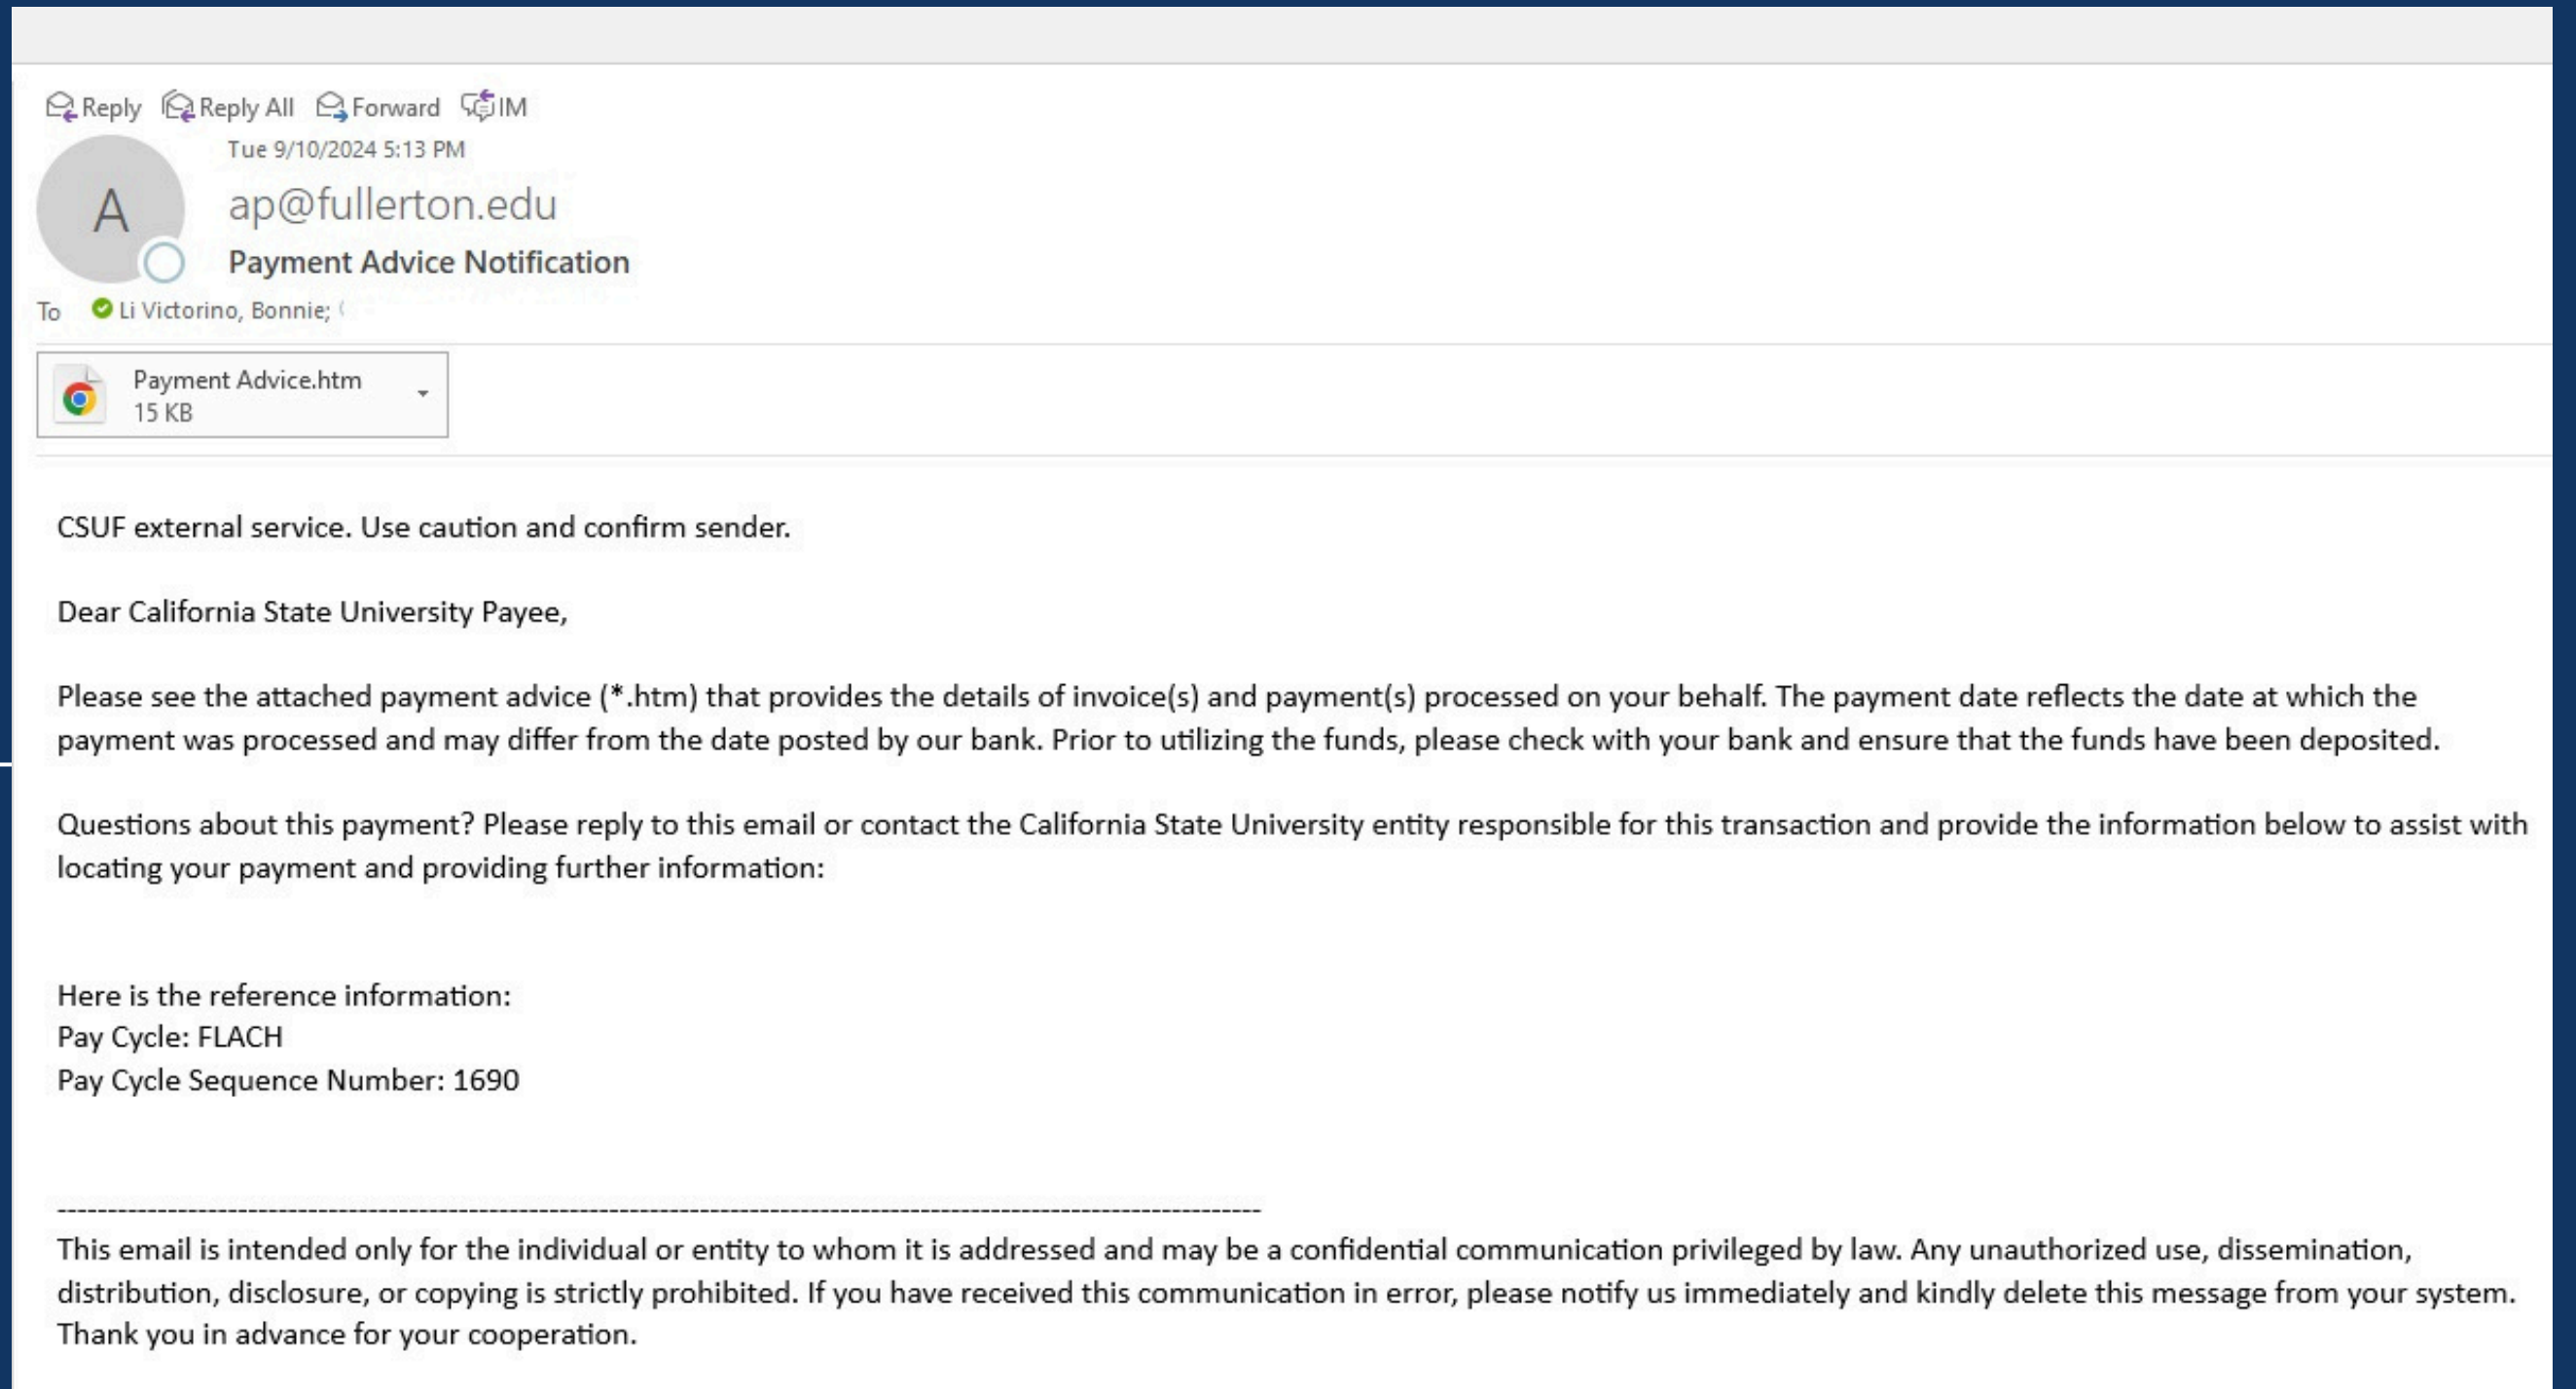 Reply Reply All Forward IM
Tue 9/10/2024 5:13 PM
A
ap@fullerton.edu
Payment Advice Notification
To Li Victorino, Bonnie;
Payment Advice.htm
15 KB
CSUF external service. Use caution and confirm sender.
Dear California State University Payee,
Please see the attached payment advice (*.htm) that provides the details of invoice(s) and payment(s) processed on your behalf. The payment date reflects the date at which the
payment was processed and may differ from the date posted by our bank. Prior to utilizing the funds, please check with your bank and ensure that the funds have been deposited.
Questions about this payment? Please reply to this email or contact the California State University entity responsible for this transaction and provide the information below to assist with
locating your payment and providing further information:
Here is the reference information:
Pay Cycle: FLACH
Pay Cycle Sequence Number: 1690
------------------------------------------------------------------------------------------------------------------------
This email is intended only for the individual or entity to whom it is addressed and may be a confidential communication privileged by law. Any unauthorized use, dissemination,
distribution, disclosure, or copying is strictly prohibited. If you have received this communication in error, please notify us immediately and kindly delete this message from your system.
Thank you in advance for your cooperation.